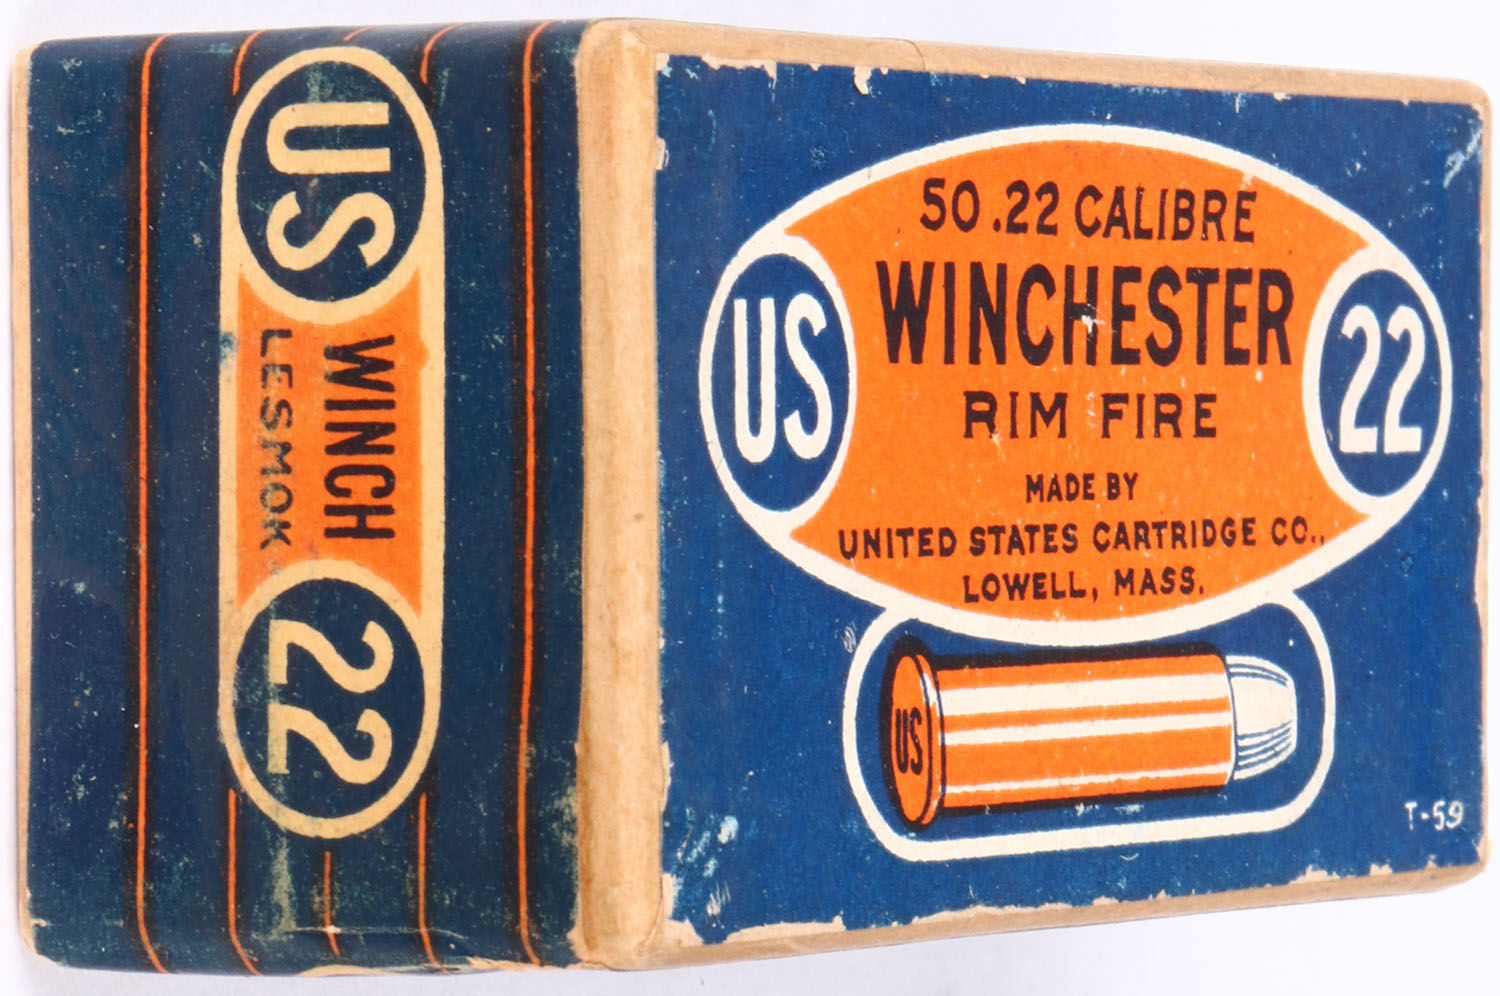 US
WINCH
LESMOK
22
50 .22 CALIBRE
WINCHESTER
RIM FIRE
US
22
MADE BY
UNITED STATES CARTRIDGE CO.,
LOWELL, MASS.
US
T-59